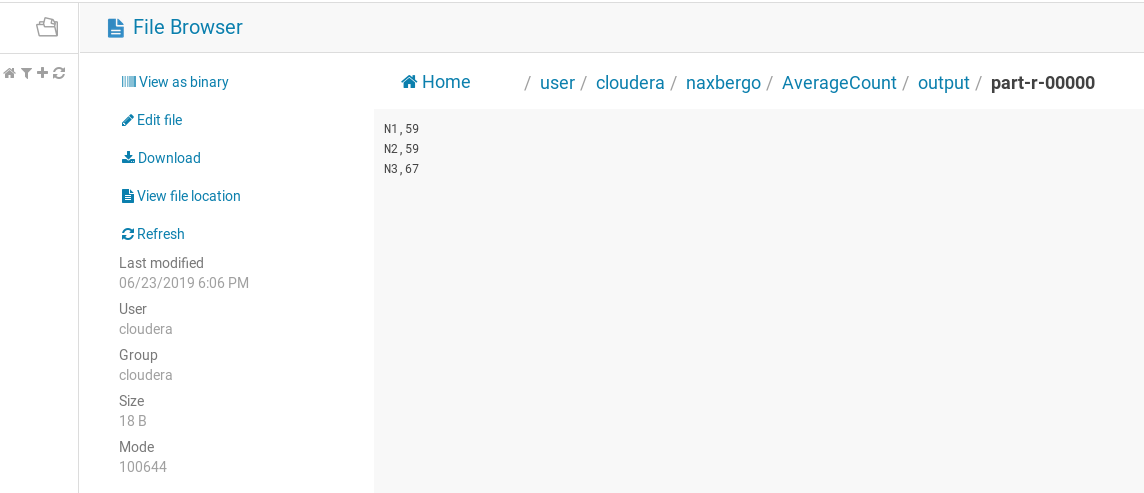 File Browser
View as binary
Edit file
Download
View file location
Refresh
Last modified
06/23/2019 6:06 PM
User
cloudera
Group
cloudera
Size
18 B
Mode
100644
Home / user / cloudera / naxbergo / AverageCount / output / part-r-00000
N1,59
N2,59
N3,67